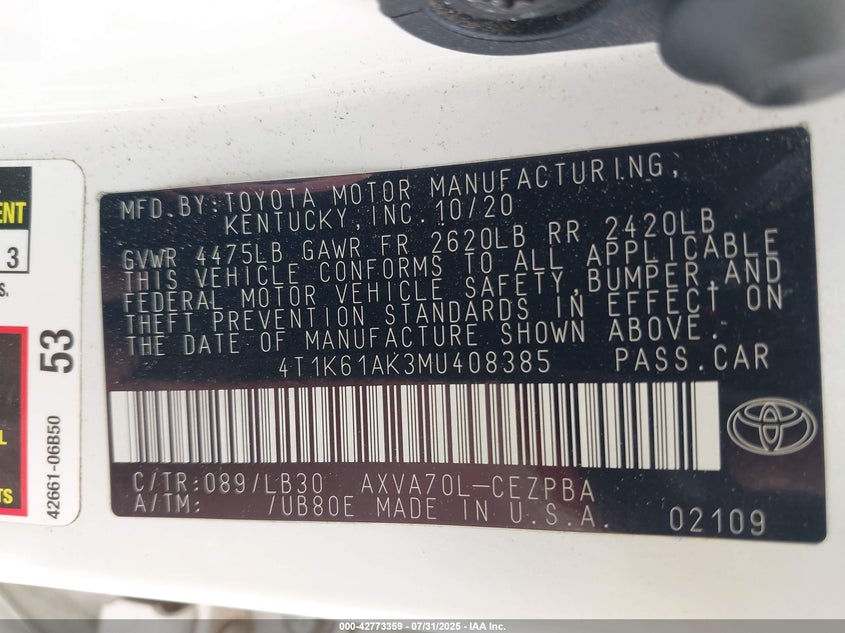 MFD.BY:TOYOTA MOTOR MANUFACTURING,
KENTUCKY,INC.10/20
GVWR 4475LB GAWR FR 2620LB RR 2420LB
THIS VEHICLE CONFORMS TO ALL APPLICABLE
FEDERAL MOTOR VEHICLE SAFETY,BUMPER,AND
THEFT PREVENTION STANDARDS IN EFFECT ON
THE DATE OF MANUFACTURE SHOWN ABOVE.
4T1K61AK3MU408385 PASS.CAR
C/TR:089/LB30 AXVA70L-CEZPBA
A/TM: /UB80E MADE IN U.S.A. 02109
3
S.
53
42661-06B50
L
TS
000-42773359 - 07/31/2025 - IAA Inc.